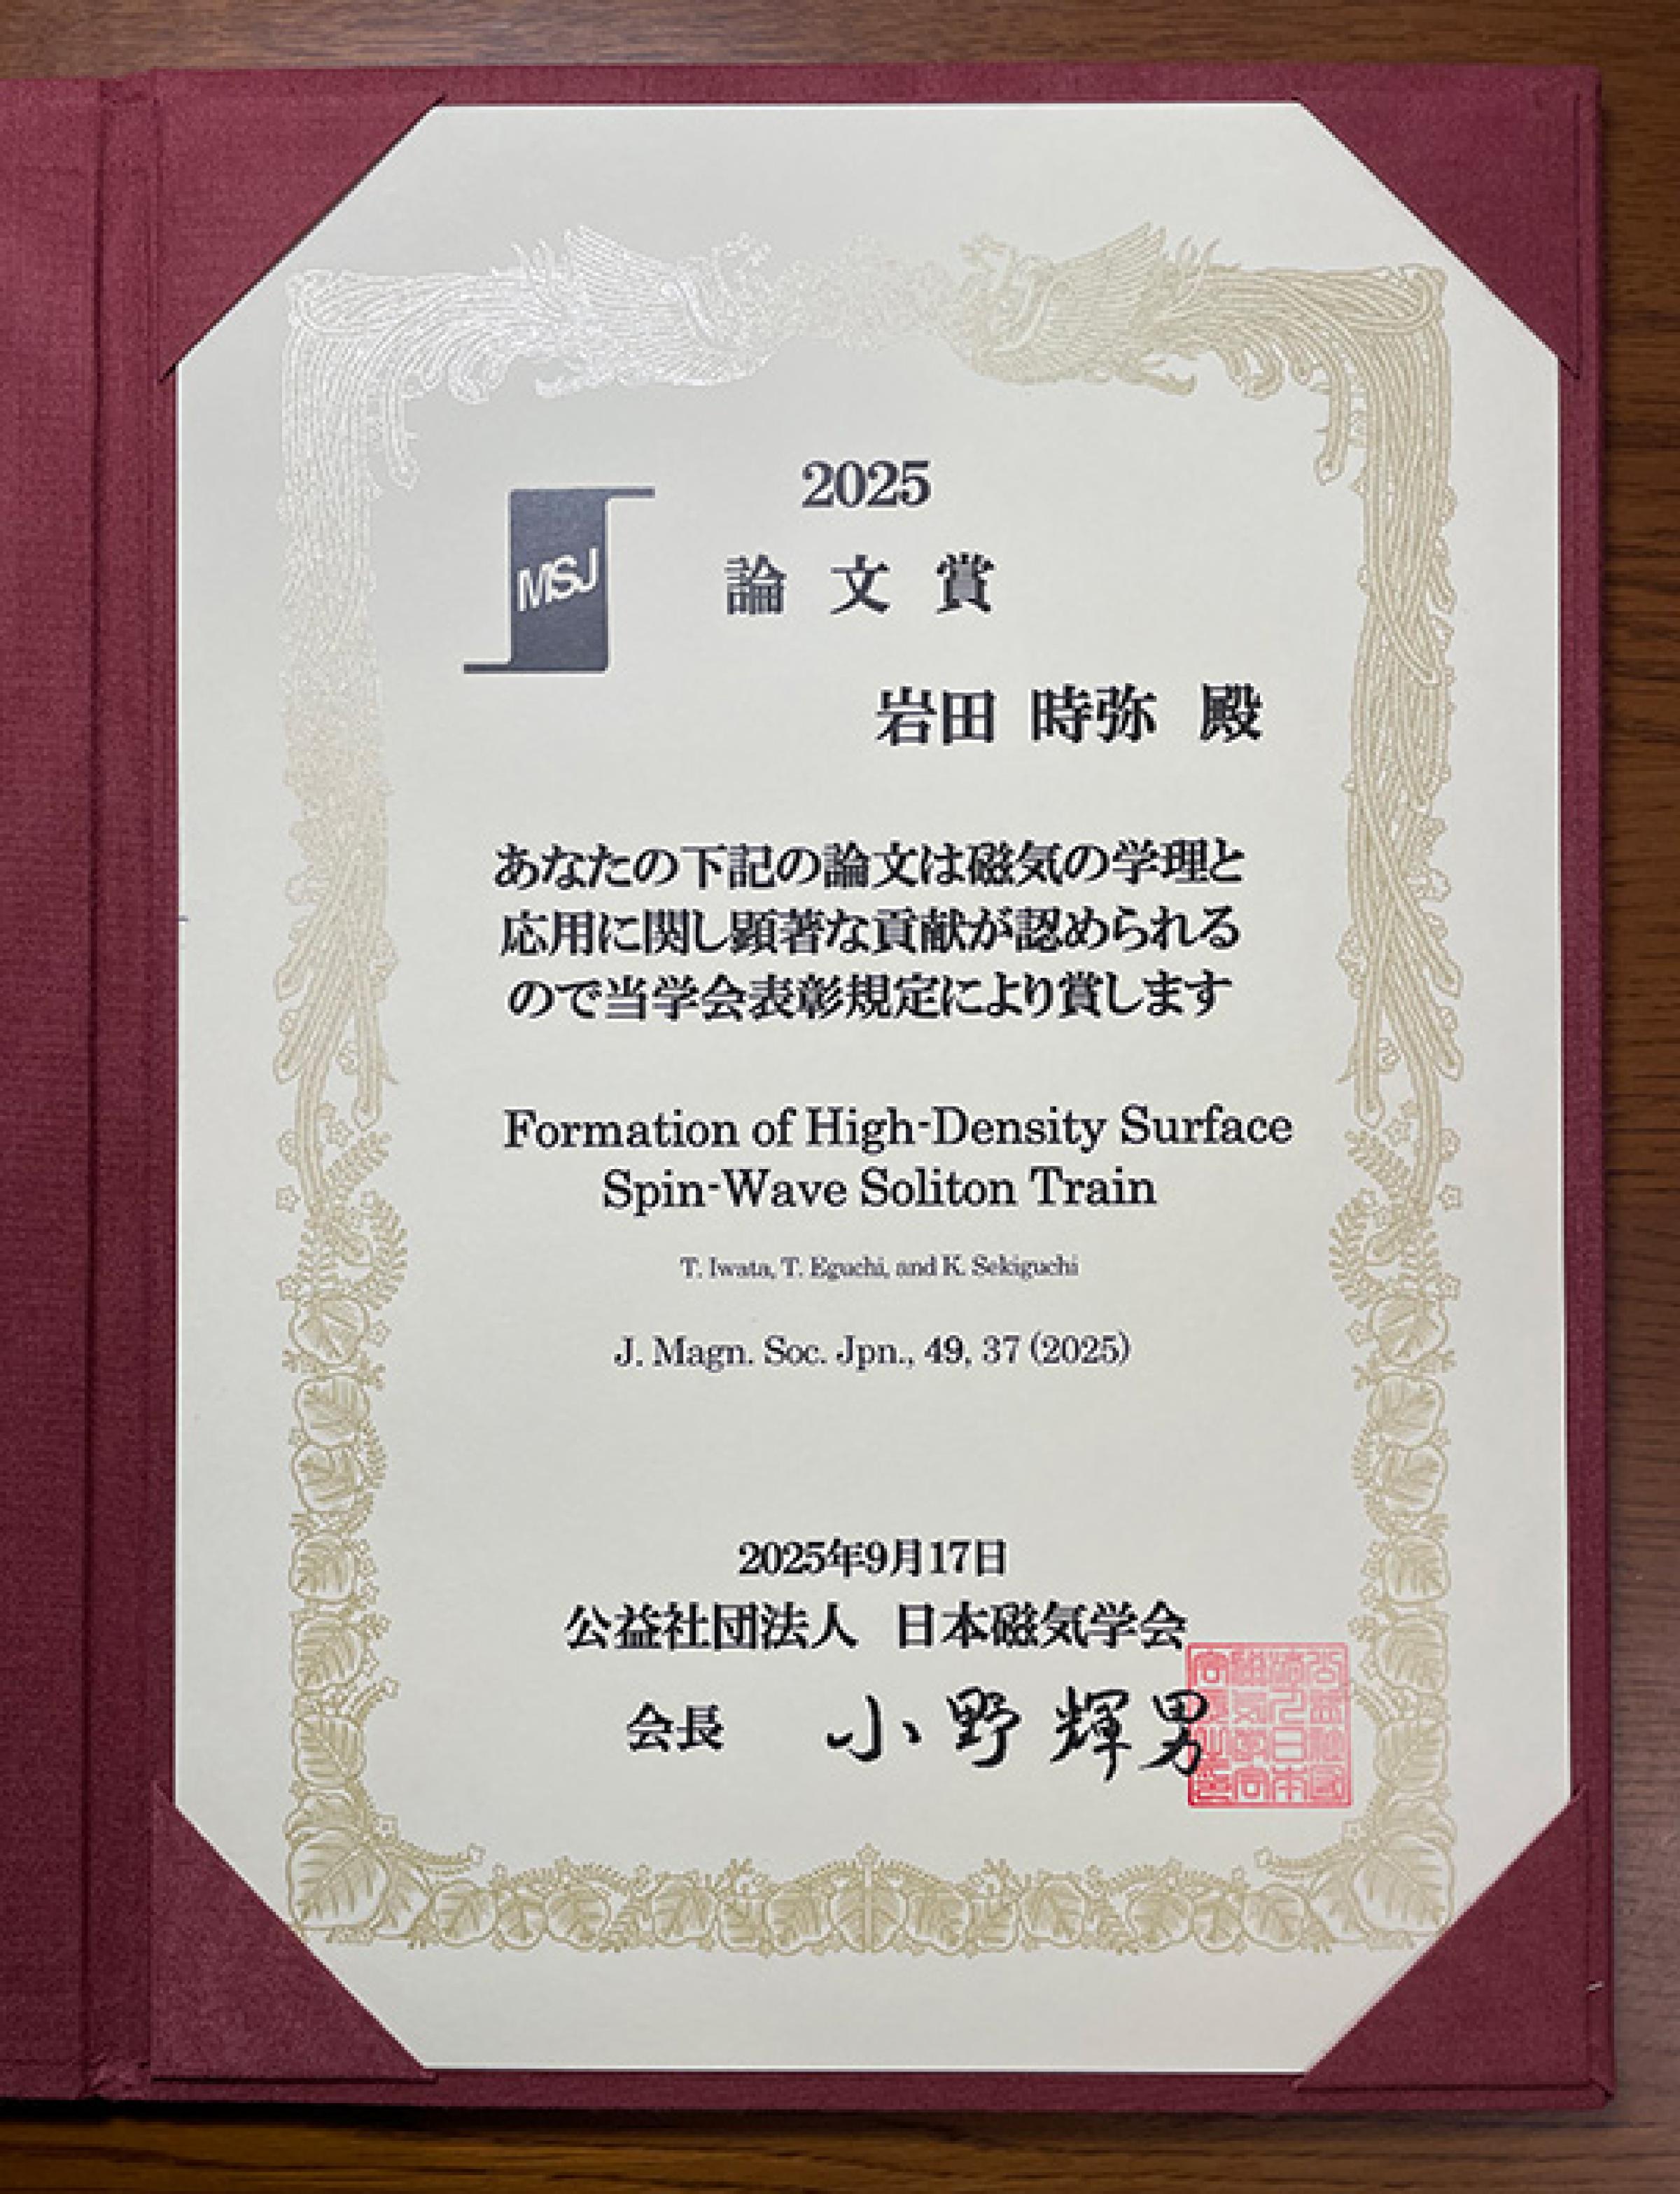 2025
MSJ
論文賞
岩田 時弥 殿
あなたの下記の論文は磁気の学理と
応用に関し顕著な貢献が認められる
ので当学会表彰規定により賞します
Formation of High-Density Surface
Spin-Wave Soliton Train
T. Iwata, T. Eguchi, and K. Sekiguchi
J. Magn. Soc. Jpn., 49, 37 (2025)
2025年9月17日
公益社団法人 日本磁気学会
会長 小野 輝男